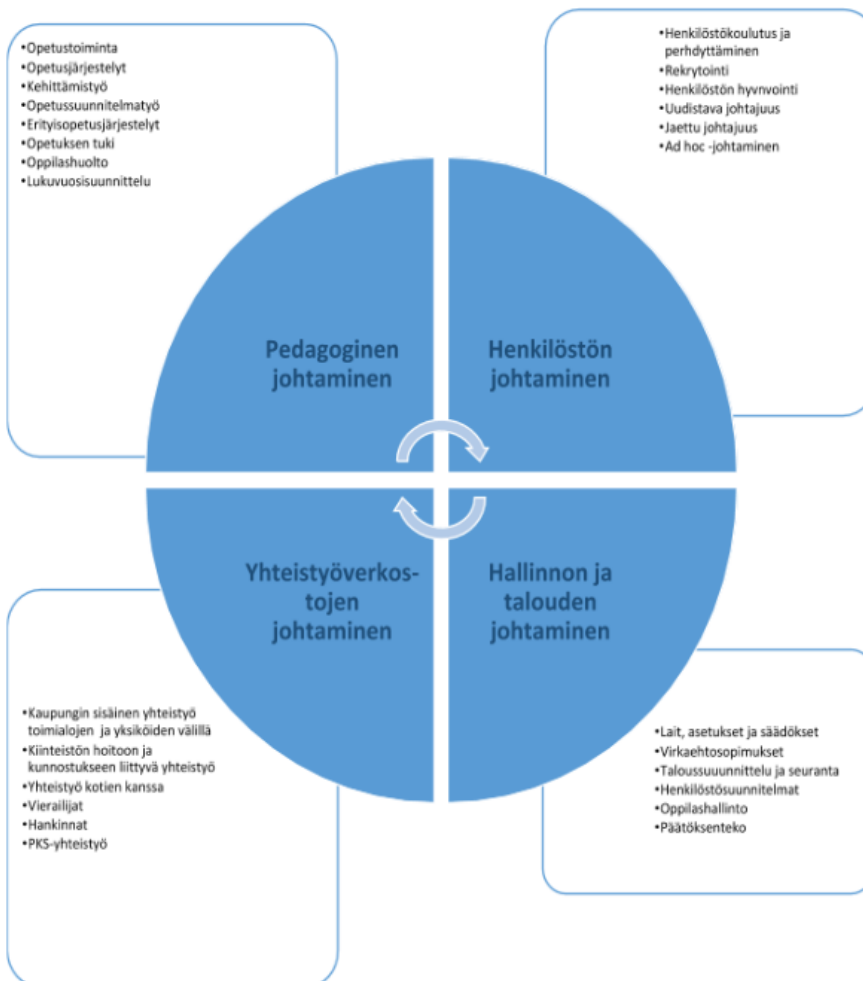 •Opetustoiminta
•Opetusjärjestelyt
•Kehittämistyö
•Opetussuunnitelmatyö
•Erityisopetusjärjestelyt
•Opetuksen tuki
•Oppilashuolto
•Lukuvuosisuunnittelu
•Henkilöstökoulutus ja
perhdyttäminen
•Rekrytointi
•Henkilöstön hyvnvointi
•Uudistava johtajuus
•Jaettu johtajuus
•Ad hoc -johtaminen
Pedagoginen
johtaminen
Henkilöstön
johtaminen
Yhteistyöverkos-
tojen
johtaminen
Hallinnon ja
talouden
johtaminen
•Kaupungin sisäinen yhteistyö
toimialojen ja yksiköiden välillä
•Kiinteistön hoitoon ja
kunnostukseen liittyvä yhteistyö
•Yhteistyö kotien kanssa
•Vierailijat
•Hankinnat
•PKS-yhteistyö
•Lait, asetukset ja säädökset
•Virkaehtosopimukset
•Taloussuuunnittelu ja seuranta
•Henkilöstösuunnitelmat
•Oppilashallinto
•Päätöksenteko